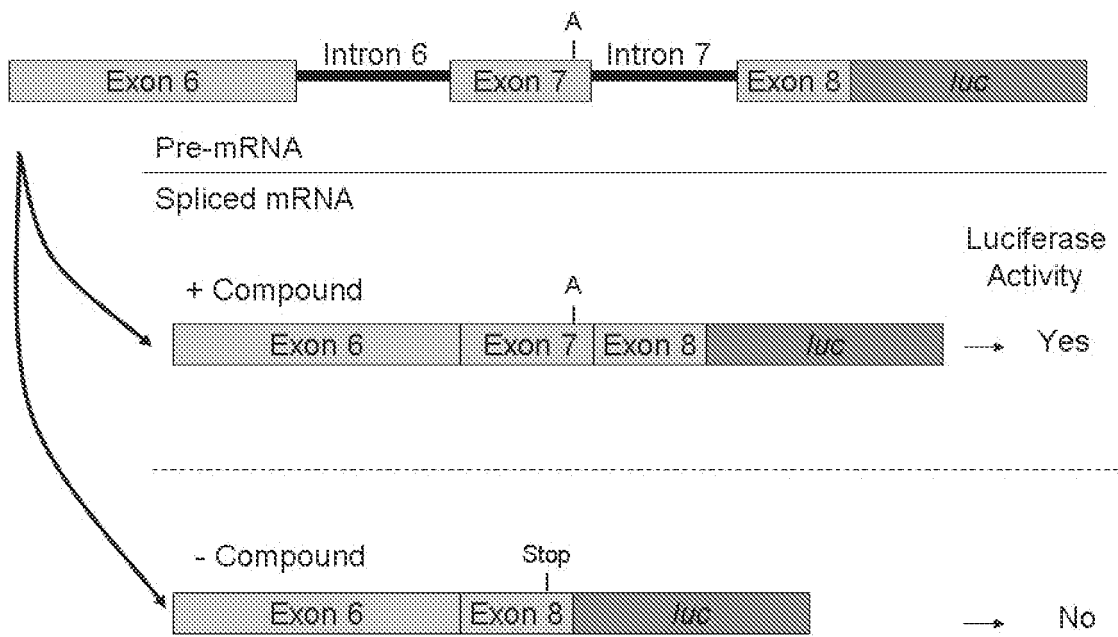 A
Intron 6
Intron 7
Exon 6
Exon 7
Exon 8
luc
Pre-mRNA
Spliced mRNA
Luciferase
Activity
+ Compound
A
Exon 6
Exon 7
Exon 8
luc
Yes
- Compound
Stop
Exon 6
Exon 8
luc
No